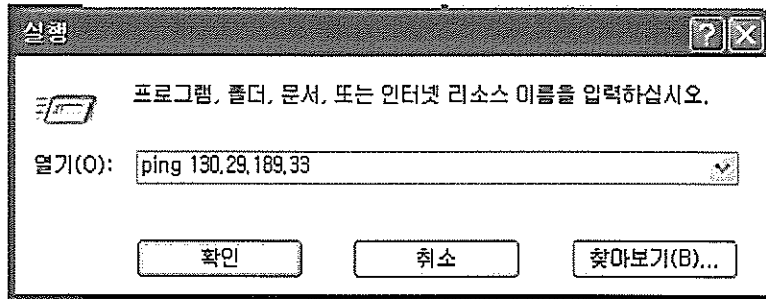 실행
프로그램, 폴더, 문서, 또는 인터넷 리소스 이름을 입력하십시오.
열기(O): ping 130.29.189.33
확인 취소 찾아보기(B)...